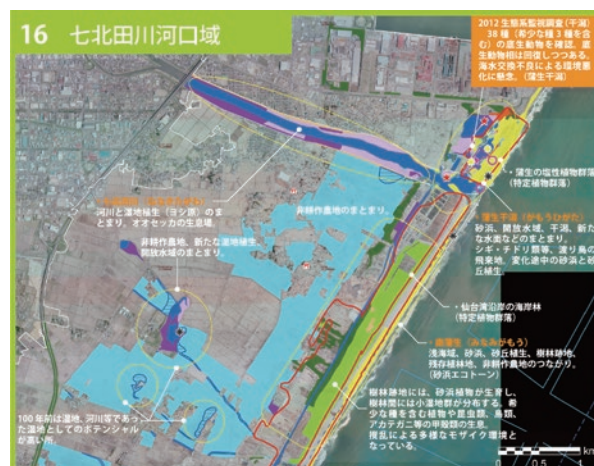 16 七北田川河口域
2012 生態系監視調査(干潟)
38 種（希少な種 3 種を含
む）の底生動物を確認。底
生動物相は回復しつつある。
海水交換不良による環境悪
化に懸念。（蒲生干潟）
・蒲生の塩性植物群落
(特定植物群落)
河川と湿地植生（ヨシ原）のま
とまり。オオセッカの生息場。
非耕作農地のまとまり。
・蒲生干潟（がもうひがた）
砂浜、開放水域、干潟、新た
な水面などのまとまり。
シギ・チドリ類等、渡り鳥の
飛来地。変化途中の砂浜と砂
丘植生。
非耕作農地、新たな湿地植生、
開放水域のまとまり。
・仙台湾沿岸の海岸林
(特定植物群落)
・南蒲生（みなみがもう）
浅海域、砂浜、砂丘植生、樹林跡地、
残存植林地、非耕作農地のつながり。
（砂浜エコトーン）
樹林跡地には、砂浜植物が生育し、
樹林間には小湿地群が分布する。希
少な種を含む植物や昆虫類、鳥類、
アカテガニ等の甲殻類の生息。
撹乱による多様なモザイク環境と
なっている。
100 年前は湿地、河川等であっ
た湿地としてのポテンシャル
が高い所。
km
0 0.5 1